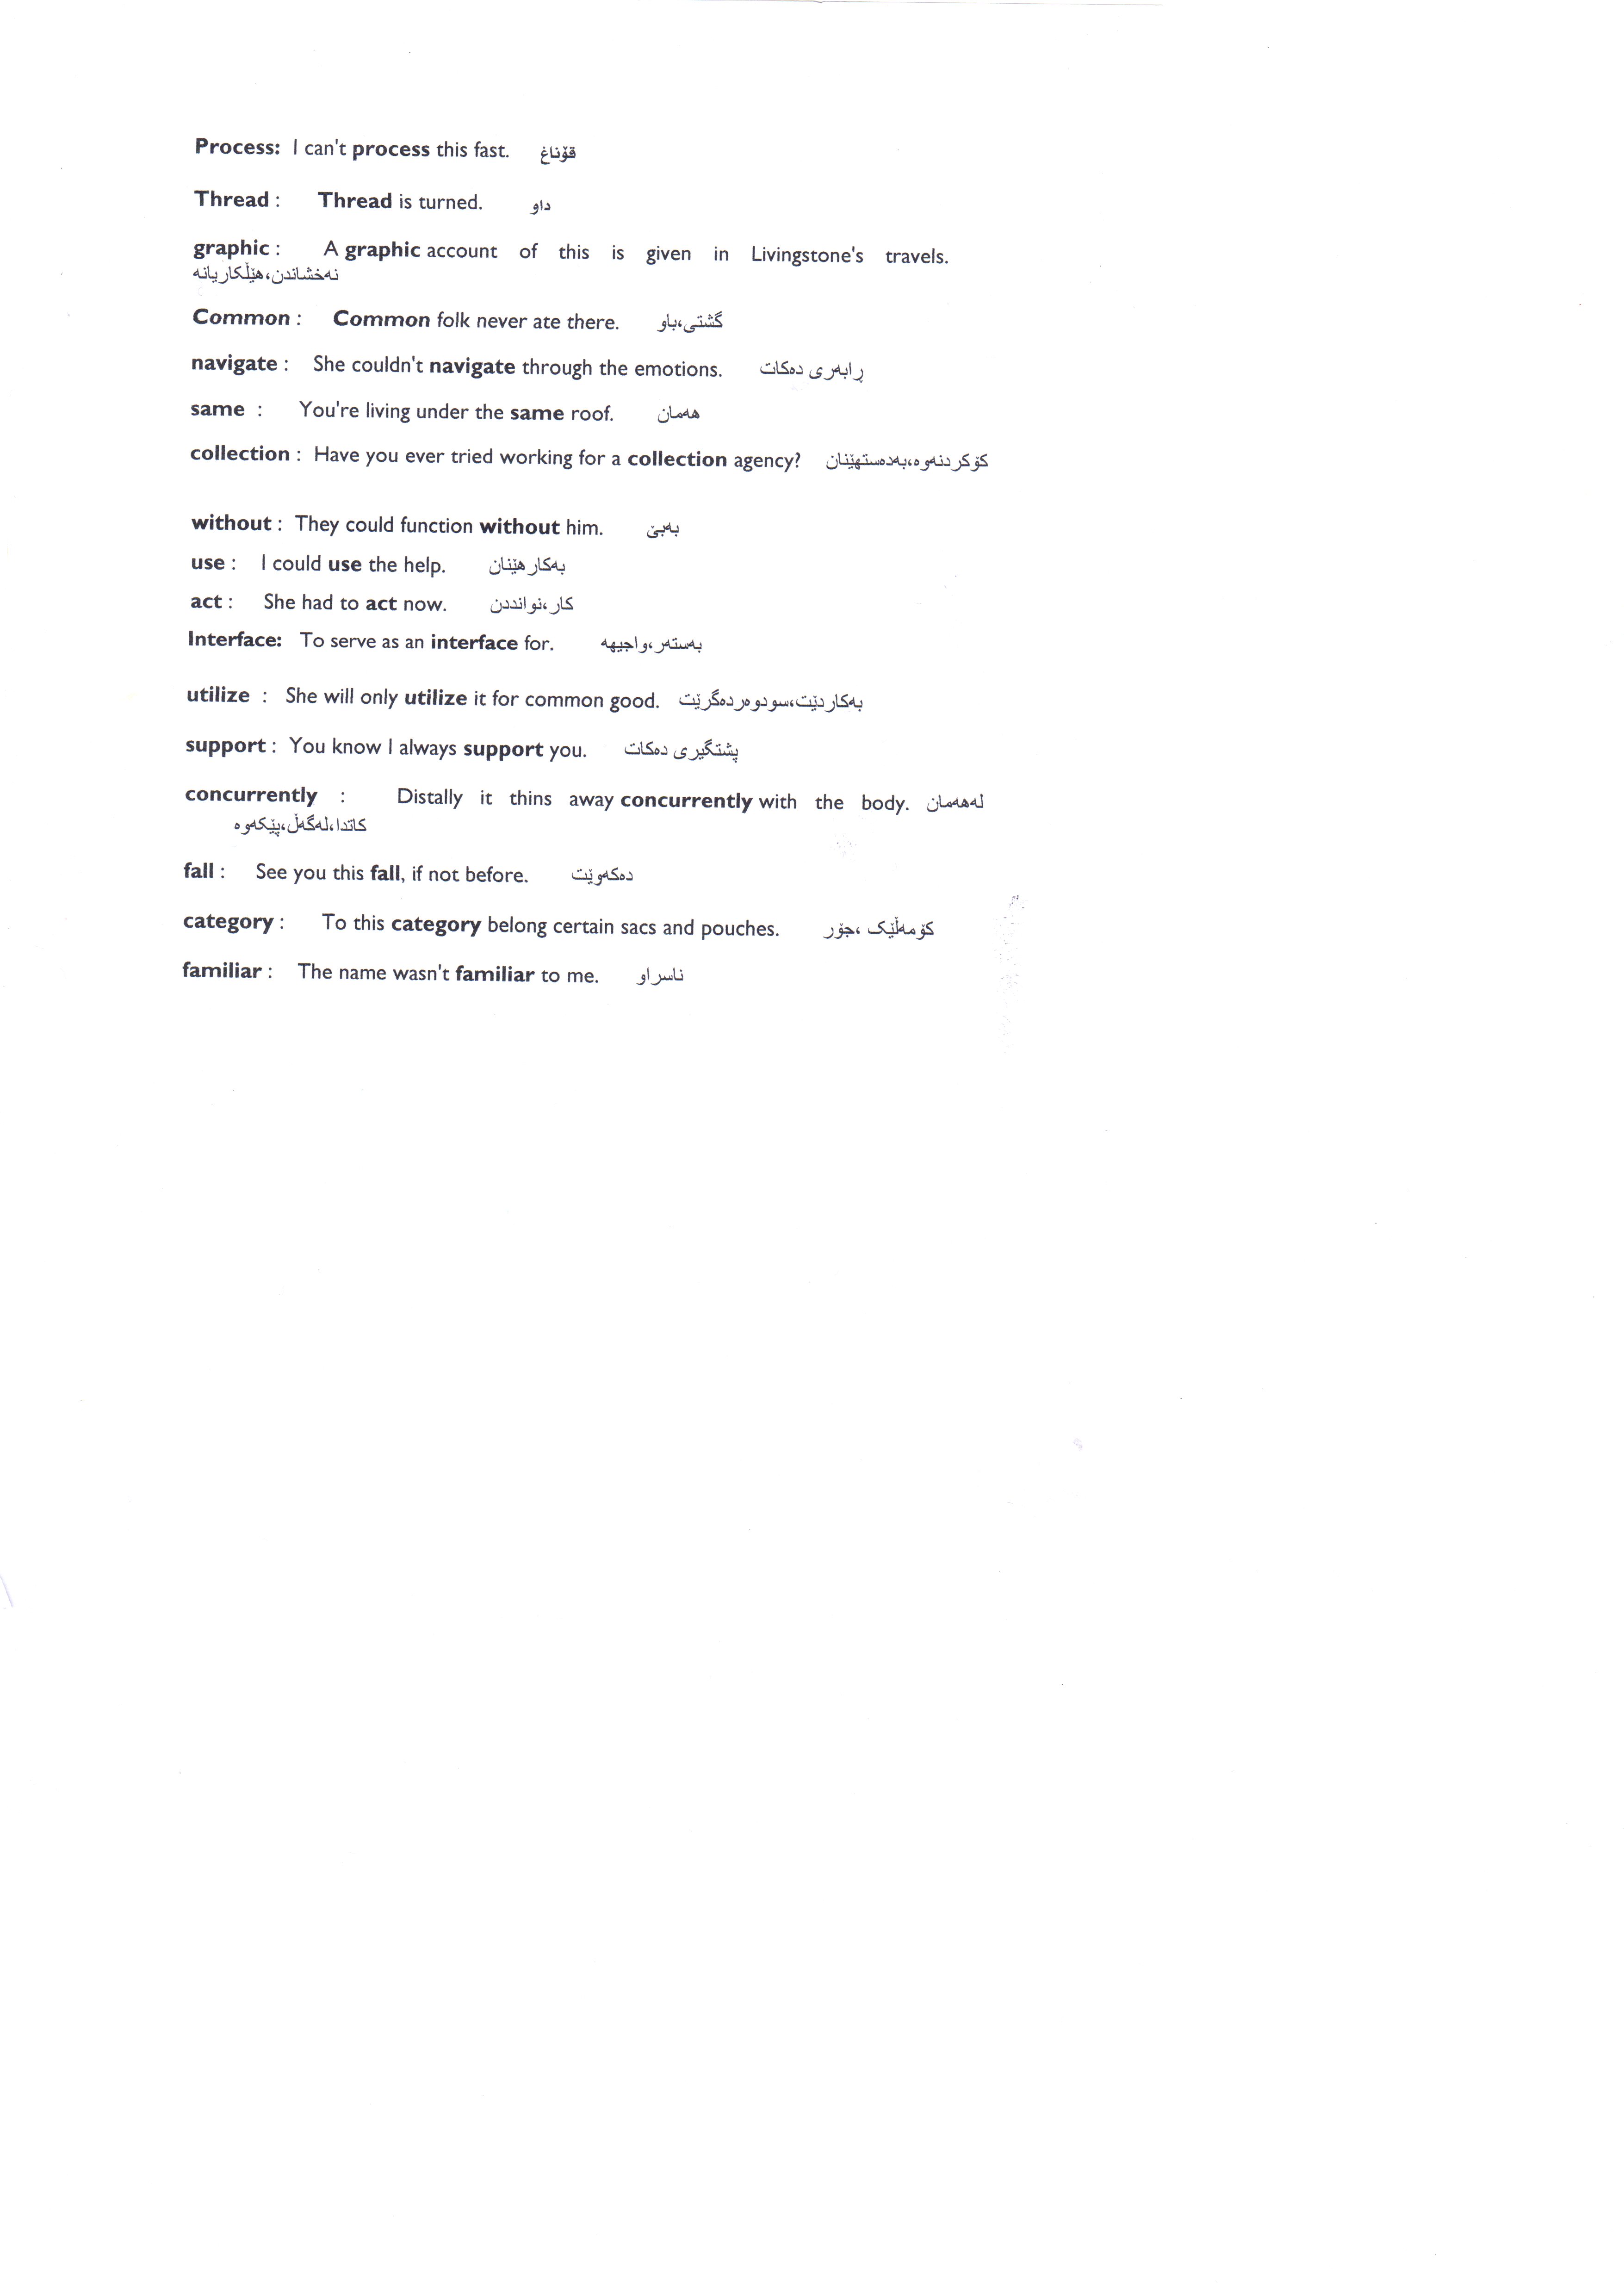 Process: I can't process this fast. قۆناغ
Thread : Thread is turned. داو
graphic : A graphic account of this is given in Livingstone's travels.
نەخشاندن،هێڵکاریانە
Common : Common folk never ate there. گشتی،باو
navigate : She couldn't navigate through the emotions. ڕابەری دەکات
same : You're living under the same roof. هەمان
collection : Have you ever tried working for a collection agency? کۆکردنەوە،بەدەستهێنان
without : They could function without him. بەبێ
use : I could use the help. بەکارهێنان
act : She had to act now. کار،نوانددن
Interface: To serve as an interface for. بەستەر،واجیهە
utilize : She will only utilize it for common good. بەکاردێت،سودوەردەگرێت
support : You know I always support you. پشتگیری دەکات
concurrently : Distally it thins away concurrently with the body. لەهەمان
کاتدا،لەگەڵ،پێکەوە
fall : See you this fall, if not before. دەکەوێت
category : To this category belong certain sacs and pouches. کۆمەڵێک ،جۆر
familiar : The name wasn't familiar to me. ناسراو